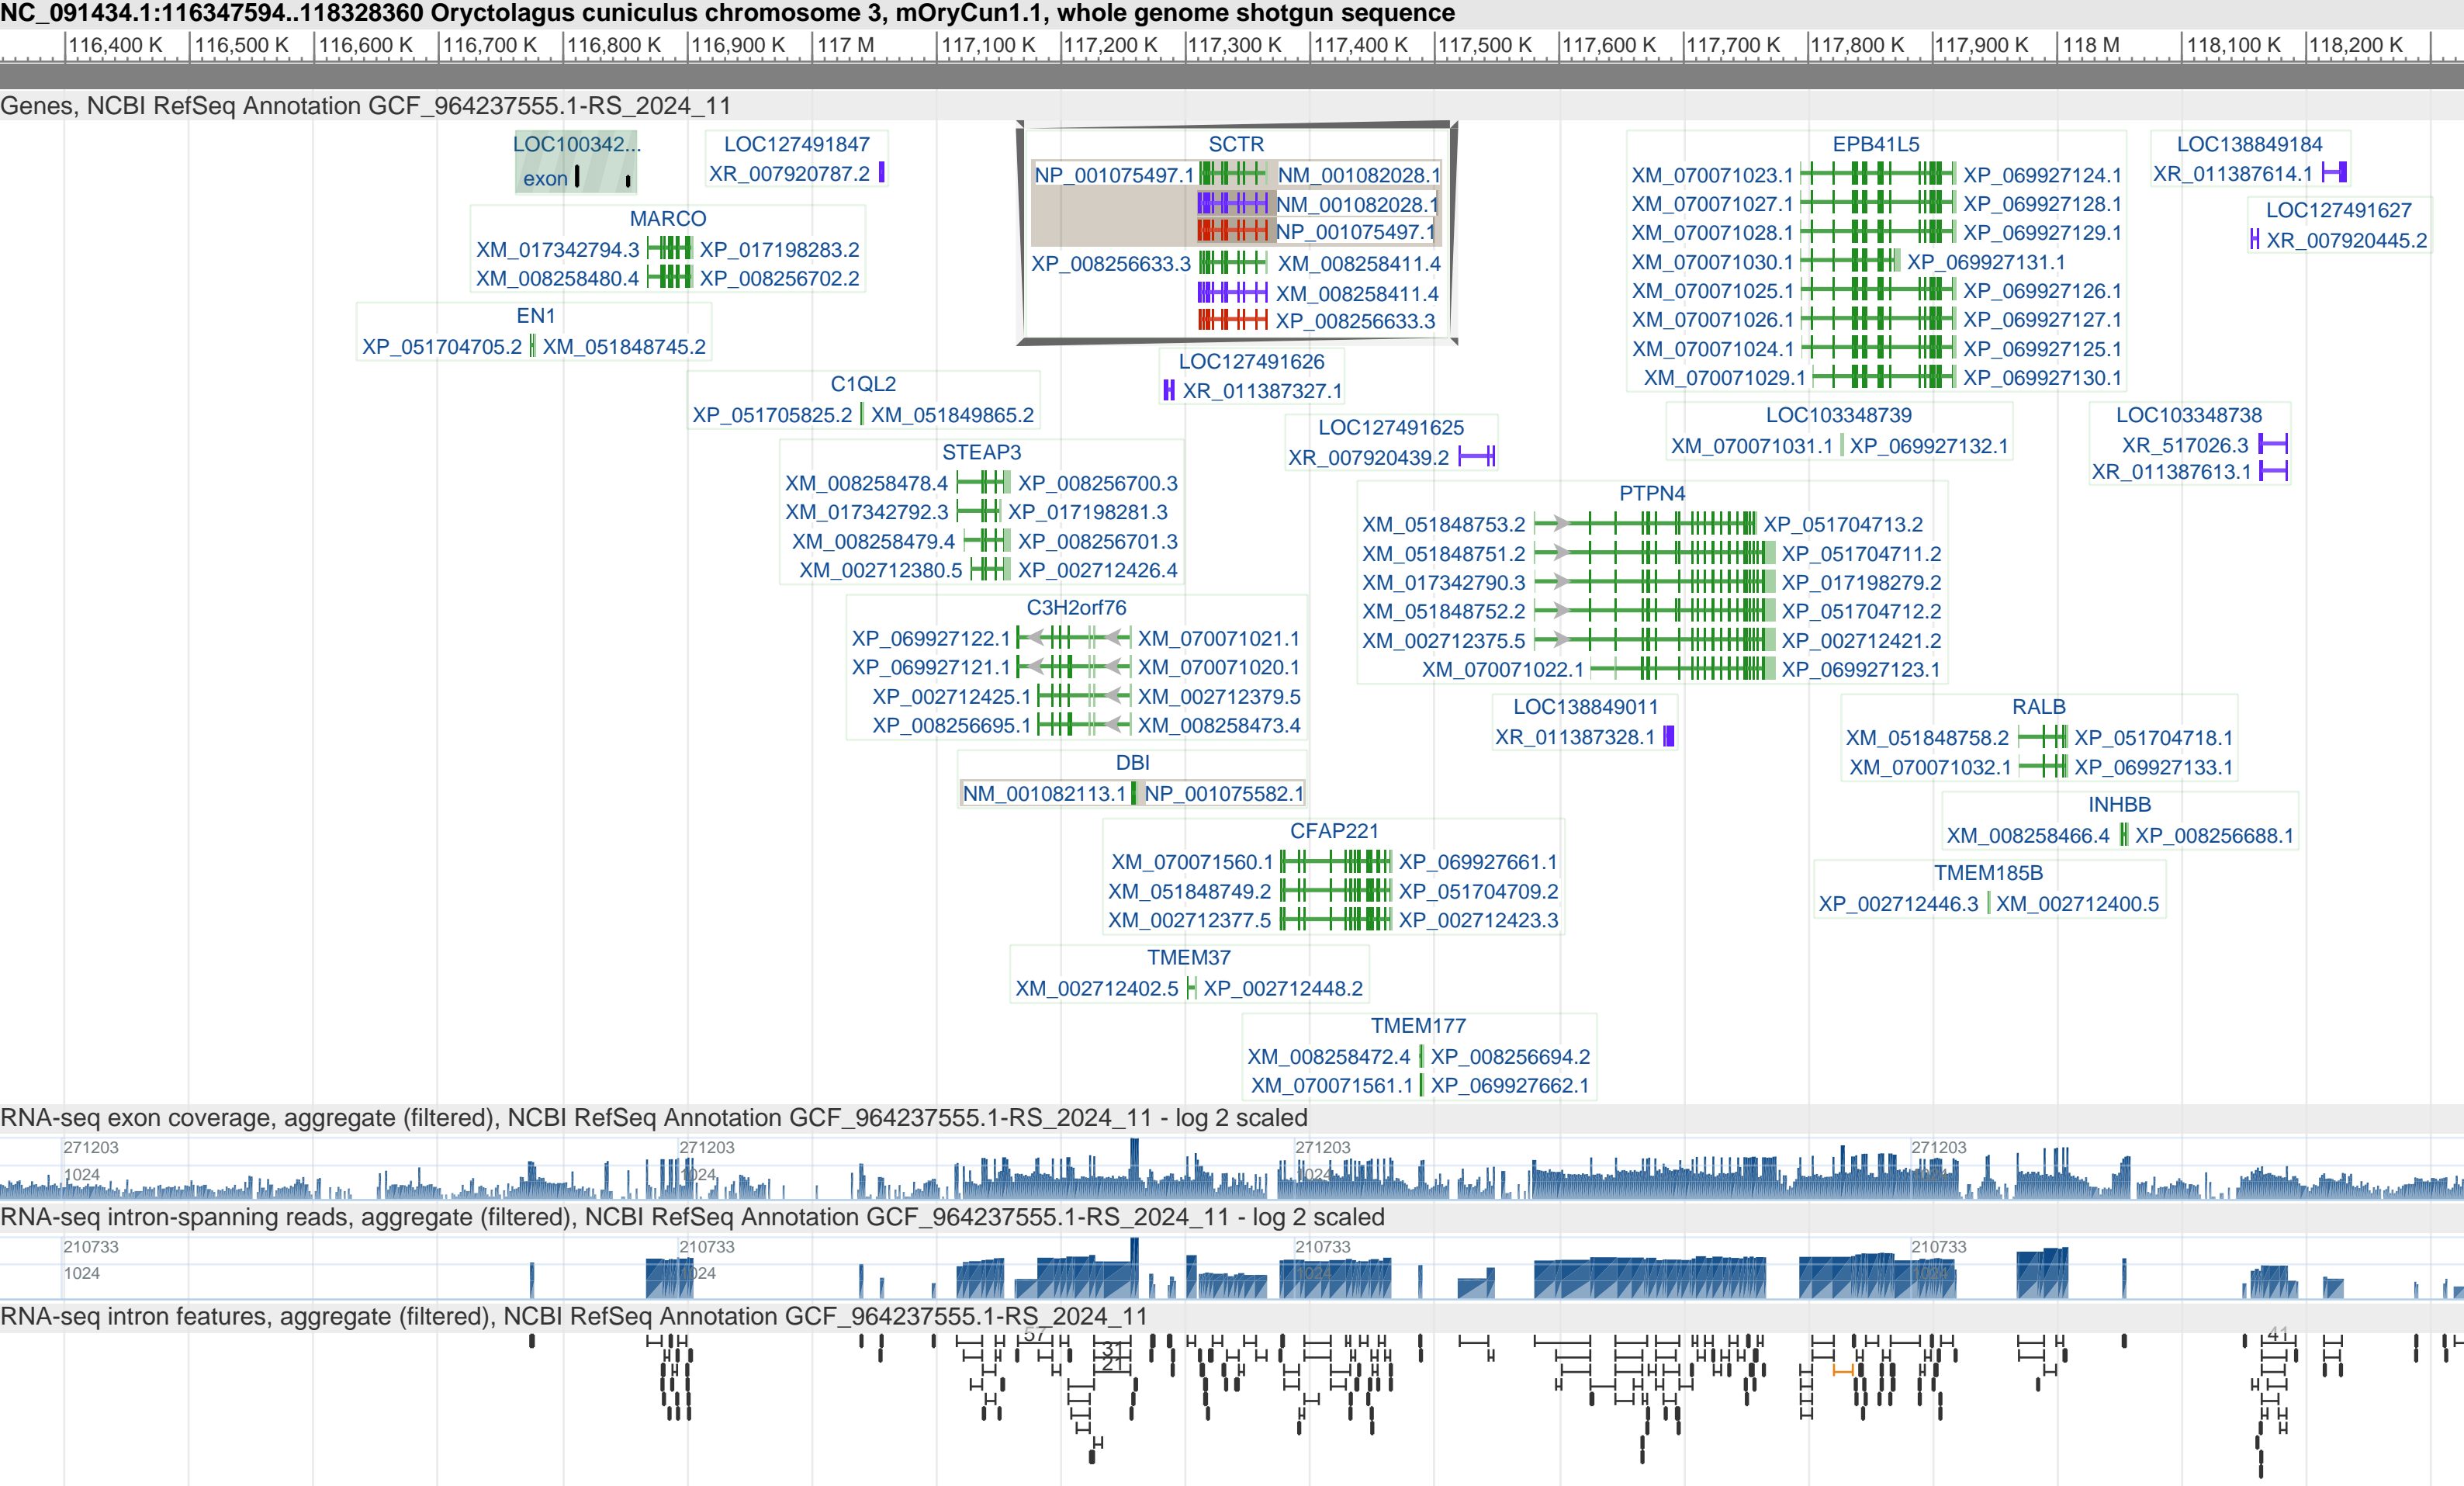 NC_091434.1:116347594..118328360 Oryctolagus cuniculus chromosome 3, mOryCun1.1, whole genome shotgun sequence
116,400 K 116,500 K 116,600 K 116,700 K 116,800 K 116,900 K 117 M 117,100 K 117,200 K 117,300 K 117,400 K 117,500 K 117,600 K 117,700 K 117,800 K 117,900 K 118 M 118,100 K 118,200 K
Genes, NCBI RefSeq Annotation GCF_964237555.1-RS_2024_11
LOC100342...
exon
LOC127491847
XR_007920787.2
MARCO
XM_017342794.3 XP_017198283.2
XM_008258480.4 XP_008256702.2
EN1
XP_051704705.2 XM_051848745.2
C1QL2
XP_051705825.2 XM_051849865.2
STEAP3
XM_008258478.4 XP_008256700.3
XM_017342792.3 XP_017198281.3
XM_008258479.4 XP_008256701.3
XM_002712380.5 XP_002712426.4
C3H2orf76
XP_069927122.1 XM_070071021.1
XP_069927121.1 XM_070071020.1
XP_002712425.1 XM_002712379.5
XP_008256695.1 XM_008258473.4
DBI
NM_001082113.1 NP_001075582.1
SCTR
NP_001075497.1 NM_001082028.1
NM_001082028.1
NP_001075497.1
XP_008256633.3 XM_008258411.4
XM_008258411.4
XP_008256633.3
LOC127491626
XR_011387327.1
LOC127491625
XR_007920439.2
CFAP221
XM_070071560.1 XP_069927661.1
XM_051848749.2 XP_051704709.2
XM_002712377.5 XP_002712423.3
TMEM37
XM_002712402.5 XP_002712448.2
TMEM177
XM_008258472.4 XP_008256694.2
XM_070071561.1 XP_069927662.1
EPB41L5
XM_070071023.1 XP_069927124.1
XM_070071027.1 XP_069927128.1
XM_070071028.1 XP_069927129.1
XM_070071030.1 XP_069927131.1
XM_070071025.1 XP_069927126.1
XM_070071026.1 XP_069927127.1
XM_070071024.1 XP_069927125.1
XM_070071029.1 XP_069927130.1
LOC103348739
XM_070071031.1 XP_069927132.1
PTPN4
XM_051848753.2 XP_051704713.2
XM_051848751.2 XP_051704711.2
XM_017342790.3 XP_017198279.2
XM_051848752.2 XP_051704712.2
XM_002712375.5 XP_002712421.2
XM_070071022.1 XP_069927123.1
LOC138849011
XR_011387328.1
LOC138849184
XR_011387614.1
LOC127491627
XR_007920445.2
LOC103348738
XR_517026.3
XR_011387613.1
RALB
XM_051848758.2 XP_051704718.1
XM_070071032.1 XP_069927133.1
INHBB
XM_008258466.4 XP_008256688.1
TMEM185B
XP_002712446.3 XM_002712400.5
RNA-seq exon coverage, aggregate (filtered), NCBI RefSeq Annotation GCF_964237555.1-RS_2024_11 - log 2 scaled
271203 271203 271203 271203
1024 1024 1024 1024
RNA-seq intron-spanning reads, aggregate (filtered), NCBI RefSeq Annotation GCF_964237555.1-RS_2024_11 - log 2 scaled
210733 210733 210733 210733
1024 1024 1024 1024
RNA-seq intron features, aggregate (filtered), NCBI RefSeq Annotation GCF_964237555.1-RS_2024_11
57 41
31
21